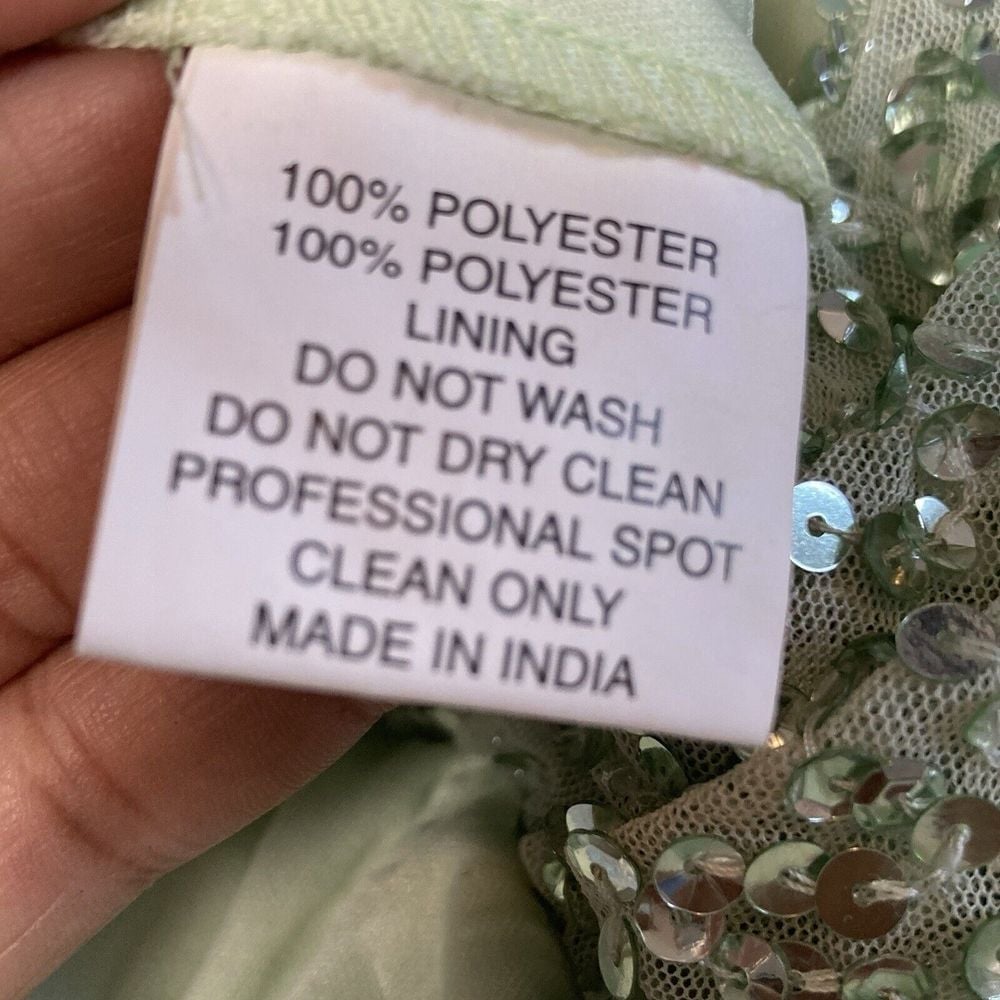 100% POLYESTER
100% POLYESTER
LINING
DO NOT WASH
DO NOT DRY CLEAN
PROFESSIONAL SPOT
CLEAN ONLY
MADE IN INDIA